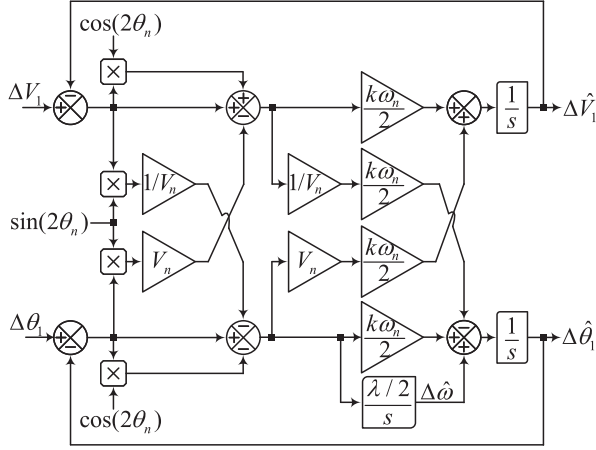 cos(2θₙ)
ΔV₁
×
+
−
+
+
−
kωₙ/2
+
+
1/s
ΔV̂₁
×
1/Vₙ
1/Vₙ
kωₙ/2
sin(2θₙ)
×
Vₙ
Vₙ
kωₙ/2
Δθ₁
+
−
+
−
−
kωₙ/2
−
+
+
1/s
Δθ̂₁
×
λ/2/s
Δω̂
cos(2θₙ)